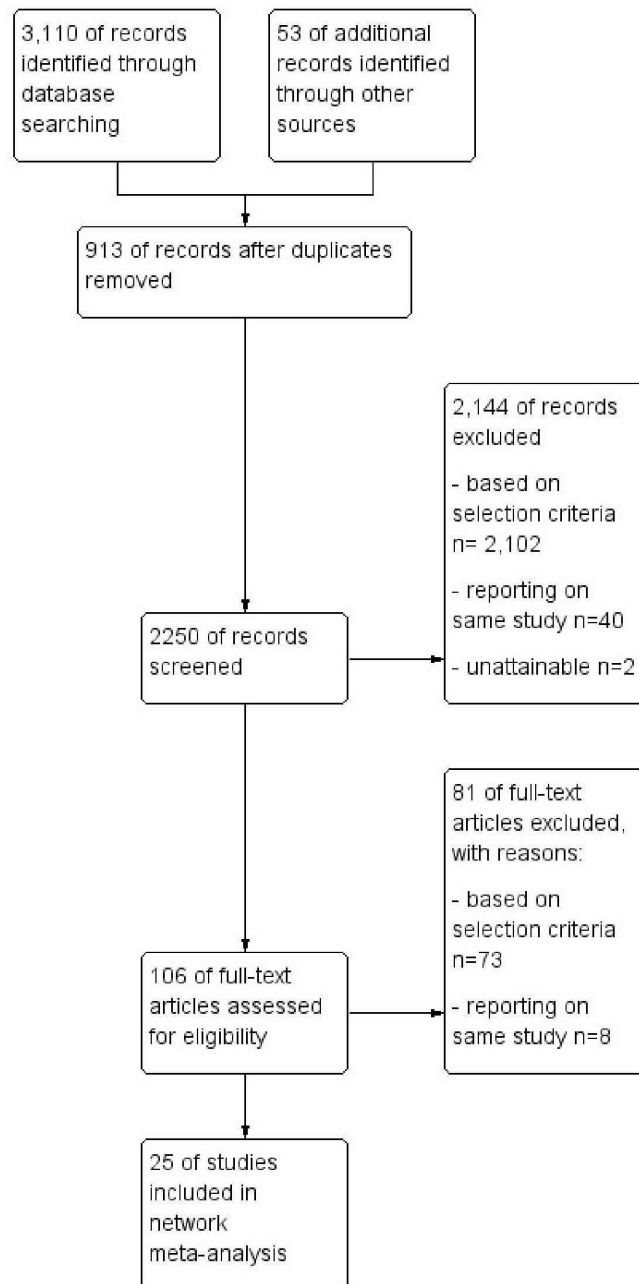 3,110 of records
identified through
database
searching
53 of additional
records identified
through other
sources
913 of records after duplicates
removed
2,144 of records
excluded
- based on
selection criteria
n= 2,102
- reporting on
same study n=40
- unattainable n=2
2250 of records
screened
81 of full-text
articles excluded,
with reasons:
- based on
selection criteria
n=73
- reporting on
same study n=8
106 of full-text
articles assessed
for eligibility
25 of studies
included in
network
meta-analysis